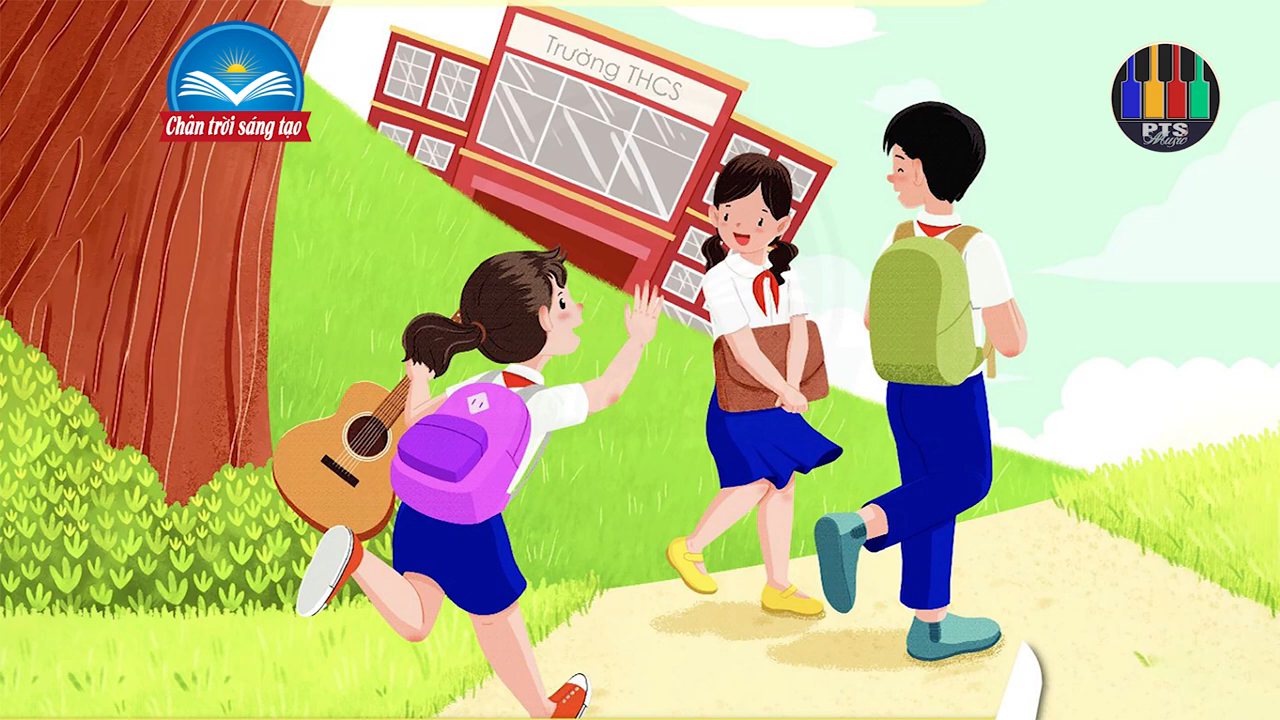 Trường THCS
Chân trời sáng tạo
PTS
Music